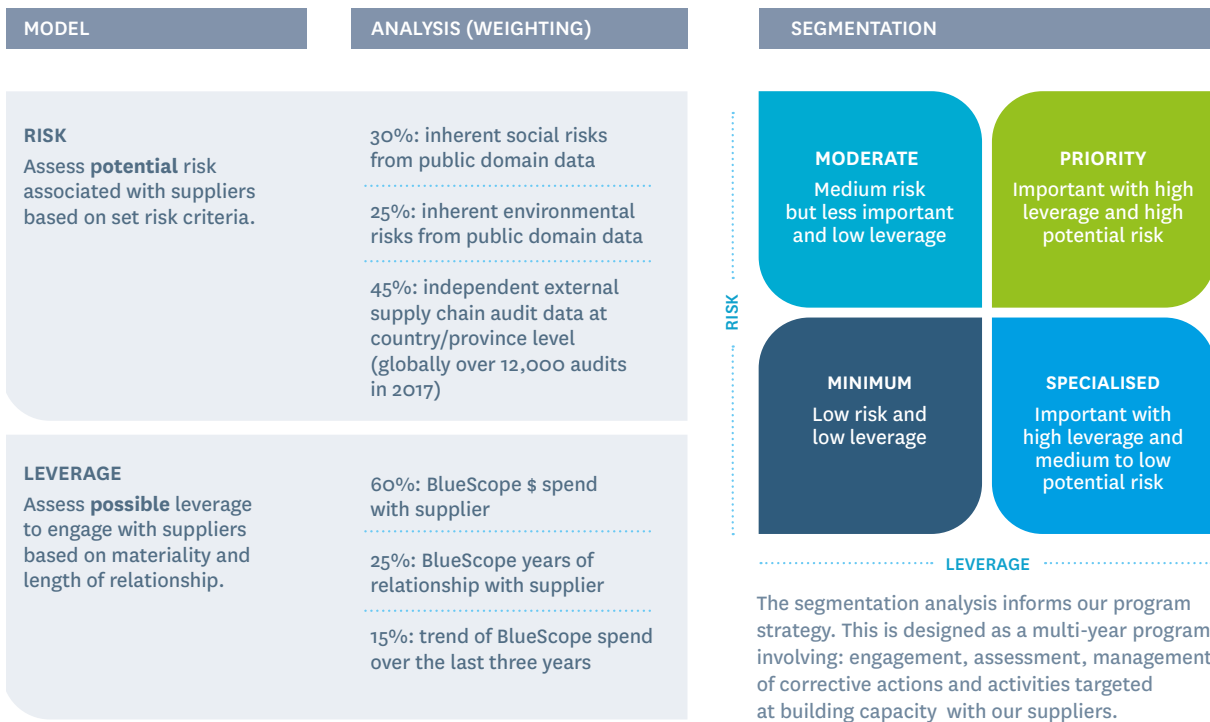 MODEL
ANALYSIS (WEIGHTING)
SEGMENTATION
RISK
Assess potential risk
associated with suppliers
based on set risk criteria.
30%: inherent social risks
from public domain data
25%: inherent environmental
risks from public domain data
45%: independent external
supply chain audit data at
country/province level
(globally over 12,000 audits
in 2017)
LEVERAGE
Assess possible leverage
to engage with suppliers
based on materiality and
length of relationship.
60%: BlueScope $ spend
with supplier
25%: BlueScope years of
relationship with supplier
15%: trend of BlueScope spend
over the last three years
RISK
MODERATE
Medium risk
but less important
and low leverage
PRIORITY
Important with high
leverage and high
potential risk
MINIMUM
Low risk and
low leverage
SPECIALISED
Important with
high leverage and
medium to low
potential risk
LEVERAGE
The segmentation analysis informs our program
strategy. This is designed as a multi-year program
involving: engagement, assessment, management
of corrective actions and activities targeted
at building capacity with our suppliers.